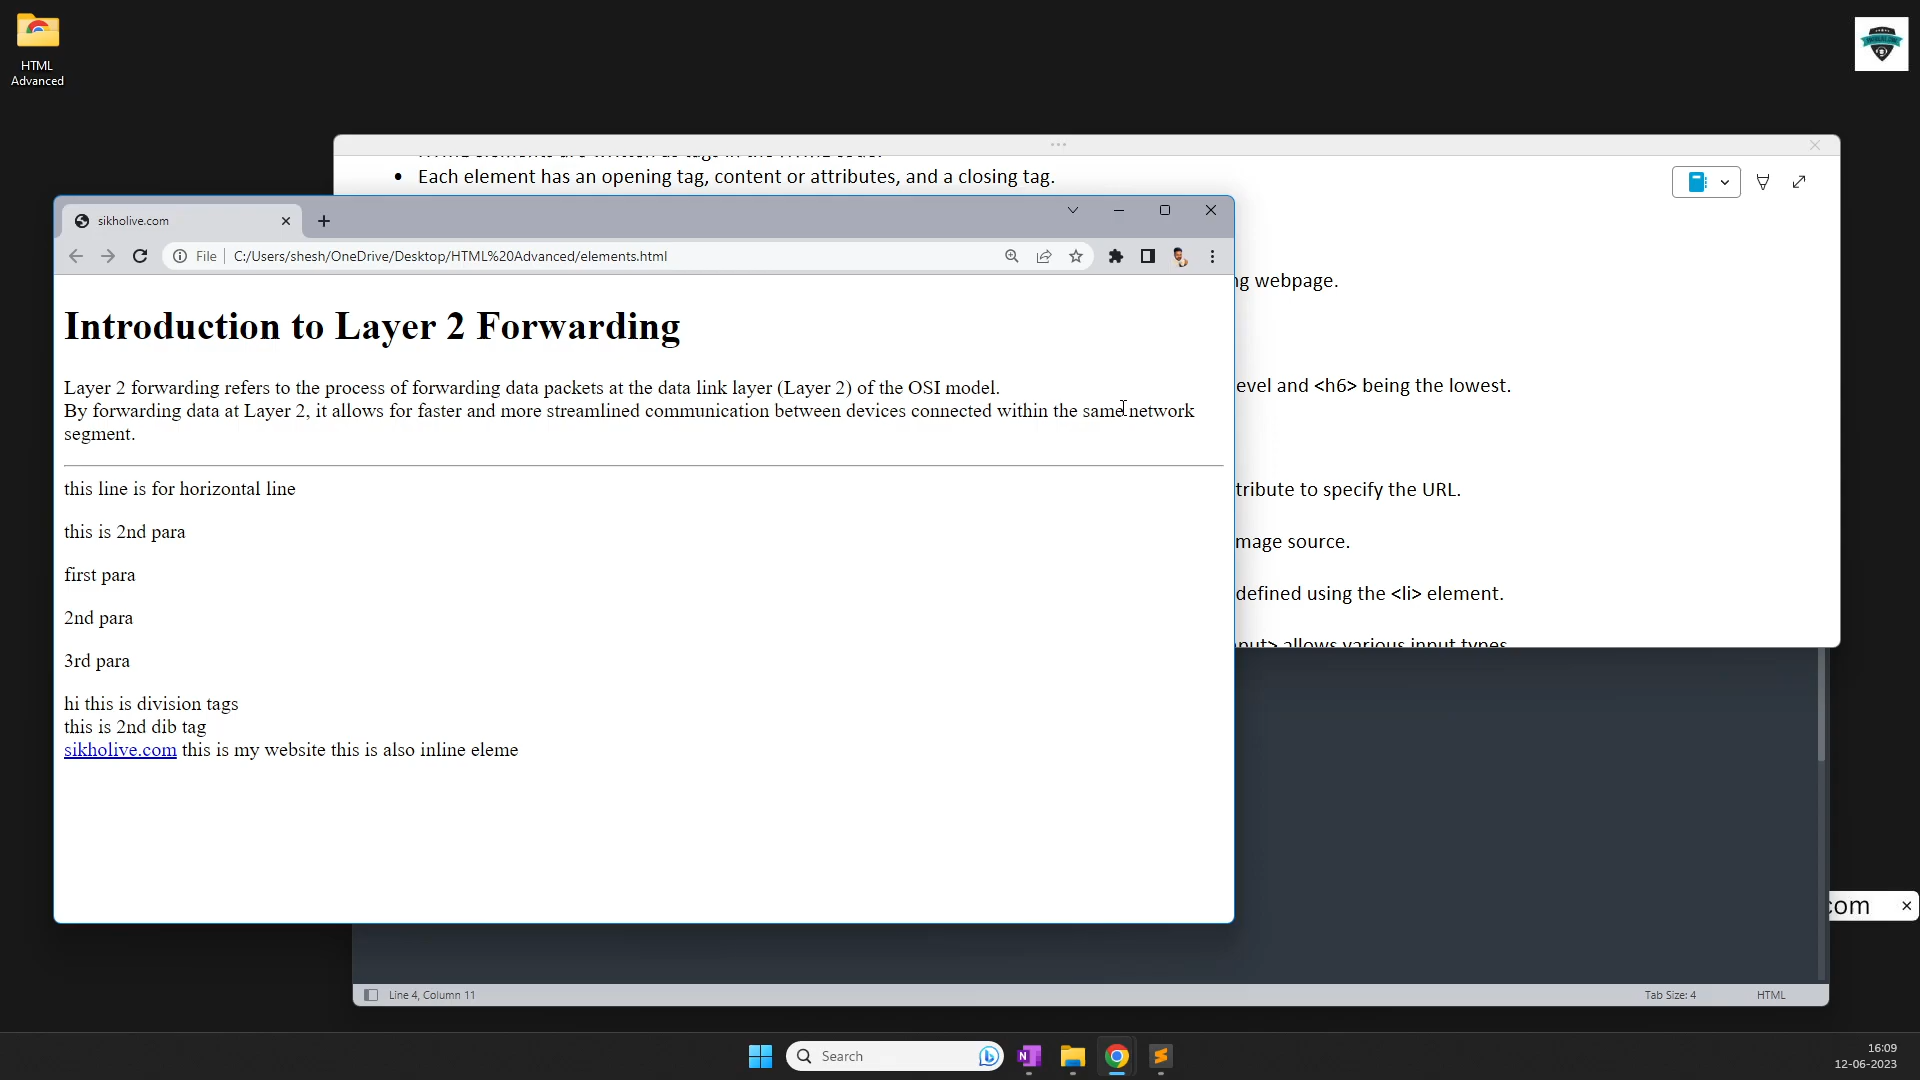 HTML
Advanced
Each element has an opening tag, content or attributes, and a closing tag.
sikholive.com
File
C:/Users/shesh/OneDrive/Desktop/HTML%20Advanced/elements.html
ng webpage.
Introduction to Layer 2 Forwarding
Layer 2 forwarding refers to the process of forwarding data packets at the data link layer (Layer 2) of the OSI model.
evel and <h6> being the lowest.
By forwarding data at Layer 2, it allows for faster and more streamlined communication between devices connected within the same network
segment.
this line is for horizontal line
tribute to specify the URL.
this is 2nd para
mage source.
first para
defined using the <li> element.
2nd para
nput> allows various input types
3rd para
hi this is division tags
this is 2nd dib tag
sikholive.com this is my website this is also inline eleme
com
Line 4, Column 11
Tab Size: 4
HTML
Search
16:09
12-06-2023